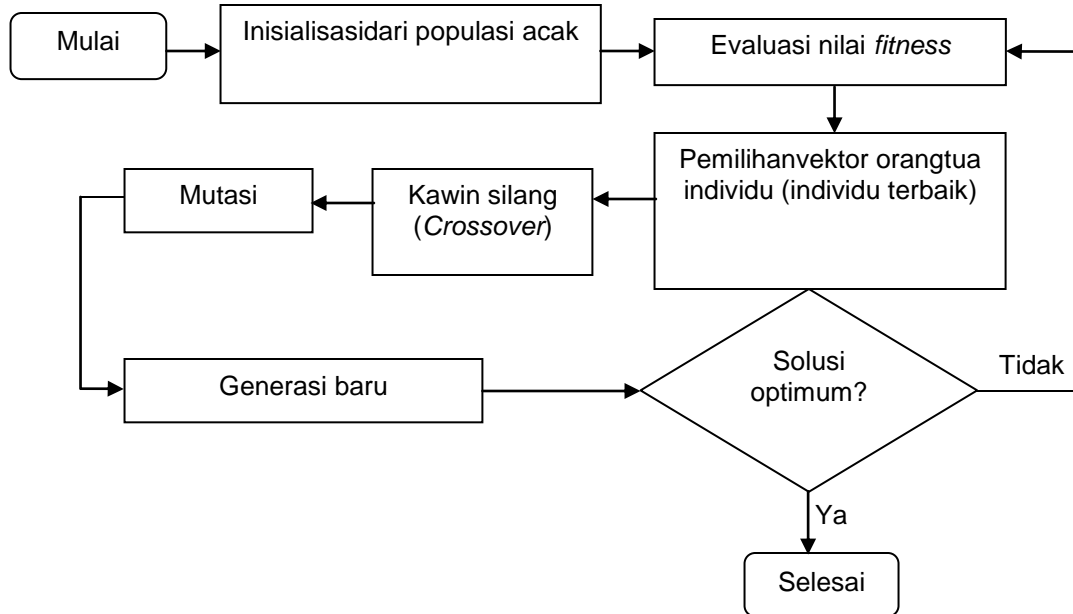 Mulai
Inisialisasidari populasi acak
Evaluasi nilai fitness
Pemilihanvektor orangtua
individu (individu terbaik)
Kawin silang
(Crossover)
Mutasi
Generasi baru
Solusi
optimum?
Tidak
Ya
Selesai